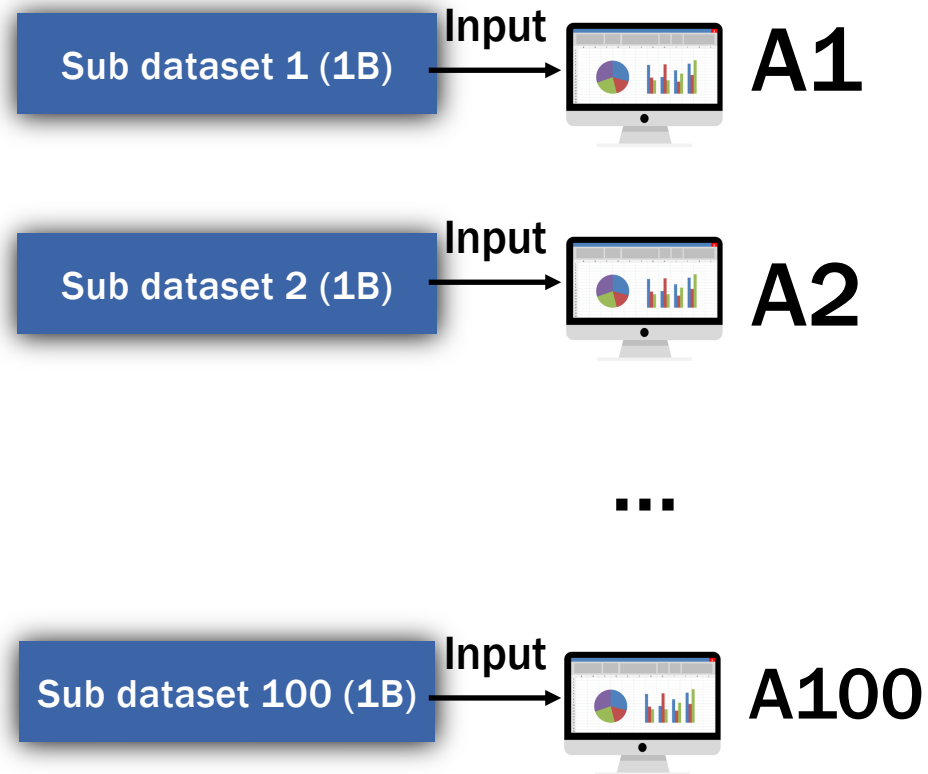 Input
Sub dataset 1 (1B)
A1
Input
Sub dataset 2 (1B)
A2
...
Input
Sub dataset 100 (1B)
A100